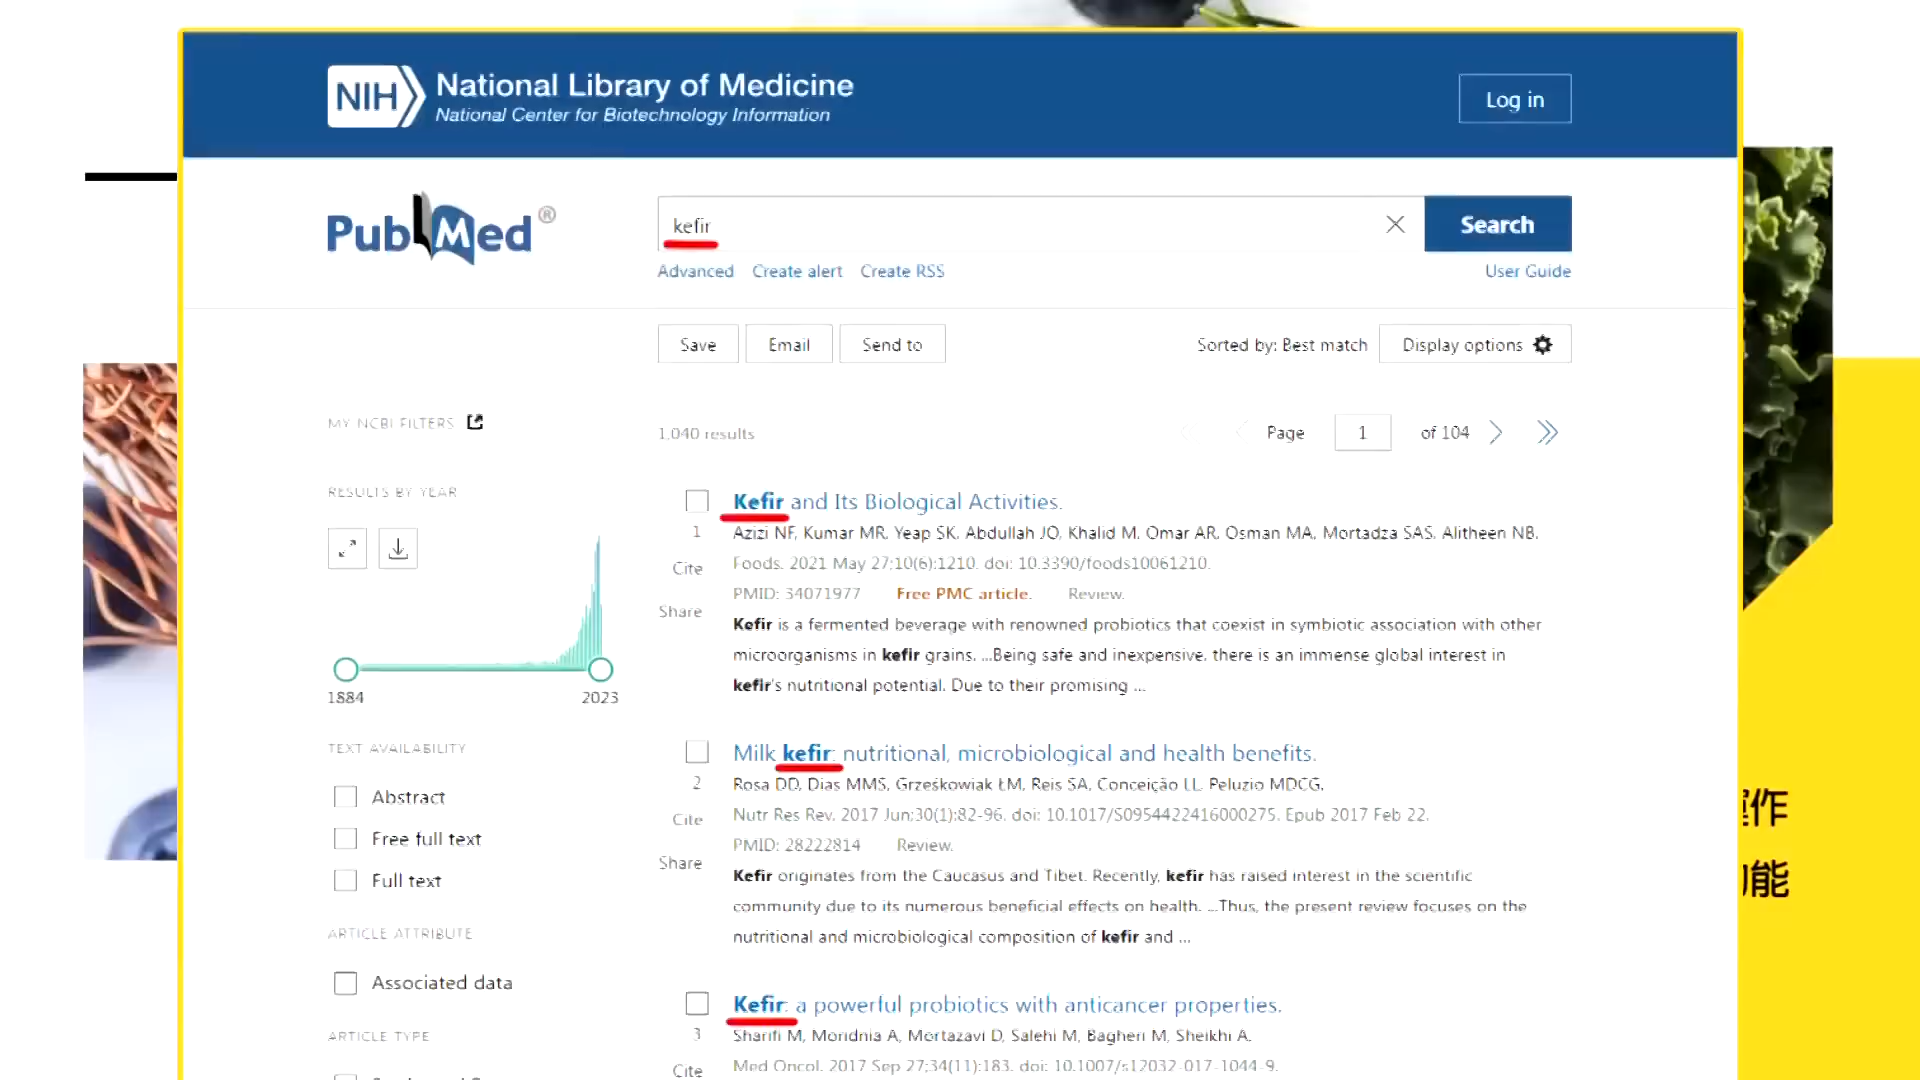 NIH National Library of Medicine
National Center for Biotechnology Information
Log in
PubMed®
kefir
Search
Advanced Create alert Create RSS
User Guide
Save Email Send to
Sorted by: Best match Display options
MY NCBI FILTERS
1,040 results
Page 1 of 104
RESULTS BY YEAR
1884 2023
TEXT AVAILABILITY
Abstract
Free full text
Full text
ARTICLE ATTRIBUTE
Associated data
ARTICLE TYPE
Kefir and Its Biological Activities.
1 Azizi NF, Kumar MR, Yeap SK, Abdullah JO, Khalid M, Omar AR, Osman MA, Mortadza SAS, Alitheen NB.
Cite Foods. 2021 May 27;10(6):1210. doi: 10.3390/foods10061210.
PMID: 34071977 Free PMC article. Review.
Share
Kefir is a fermented beverage with renowned probiotics that coexist in symbiotic association with other
microorganisms in kefir grains. ...Being safe and inexpensive, there is an immense global interest in
kefir's nutritional potential. Due to their promising ...
Milk kefir: nutritional, microbiological and health benefits.
2 Rosa DD, Dias MMS, Grześkowiak ŁM, Reis SA, Conceição LL, Peluzio MDCG.
Cite Nutr Res Rev. 2017 Jun;30(1):82-96. doi: 10.1017/S0954422416000275. Epub 2017 Feb 22.
PMID: 28222814 Review.
Share
Kefir originates from the Caucasus and Tibet. Recently, kefir has raised interest in the scientific
community due to its numerous beneficial effects on health. ...Thus, the present review focuses on the
nutritional and microbiological composition of kefir and ...
Kefir: a powerful probiotics with anticancer properties.
3 Sharifi M, Moridnia A, Mortazavi D, Salehi M, Bagheri M, Sheikhi A.
Cite Med Oncol. 2017 Sep 27;34(11):183. doi: 10.1007/s12032-017-1044-9.
作
能